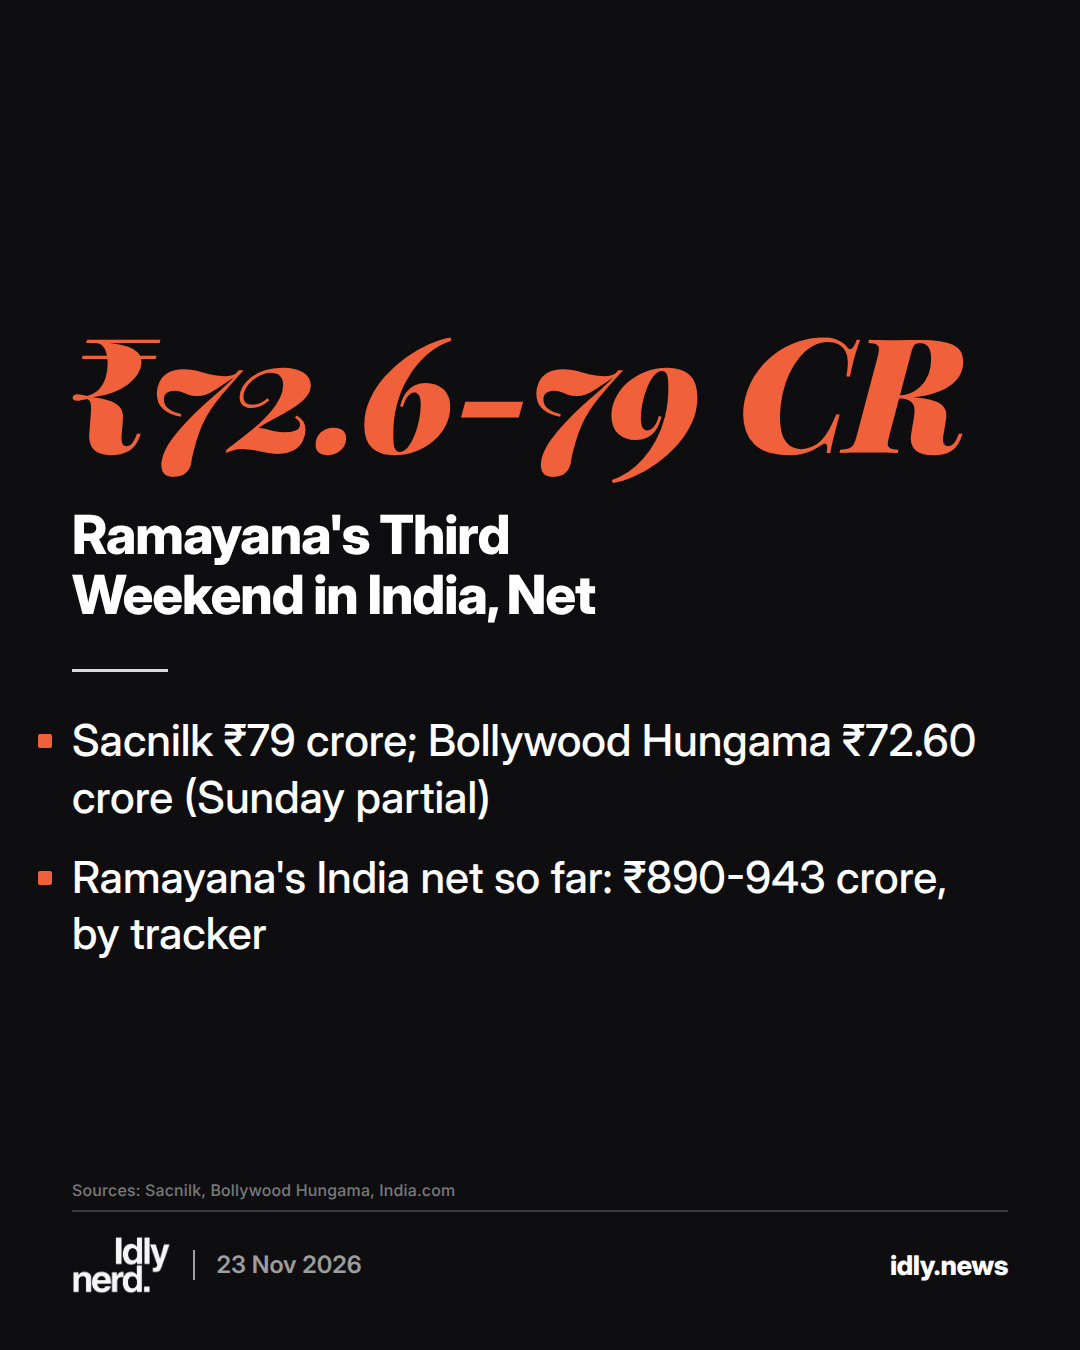 ₹72.6–79 CR
Ramayana's Third
Weekend in India, Net
Sacnilk ₹79 crore; Bollywood Hungama ₹72.60
crore (Sunday partial)
Ramayana's India net so far: ₹890-943 crore,
by tracker
Sources: Sacnilk, Bollywood Hungama, India.com
Idly
nerd.
23 Nov 2026
idly.news